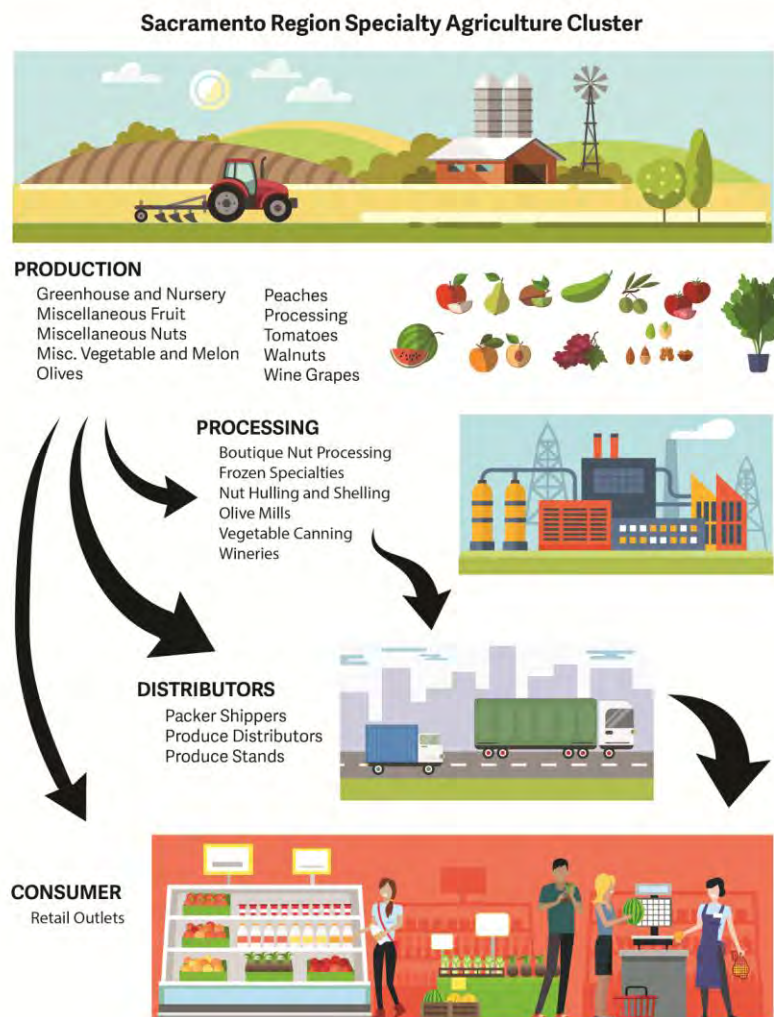 Sacramento Region Specialty Agriculture Cluster
PRODUCTION
Greenhouse and Nursery
Miscellaneous Fruit
Miscellaneous Nuts
Misc. Vegetable and Melon
Olives
Peaches
Processing
Tomatoes
Walnuts
Wine Grapes
PROCESSING
Boutique Nut Processing
Frozen Specialties
Nut Hulling and Shelling
Olive Mills
Vegetable Canning
Wineries
DISTRIBUTORS
Packer Shippers
Produce Distributors
Produce Stands
CONSUMER
Retail Outlets